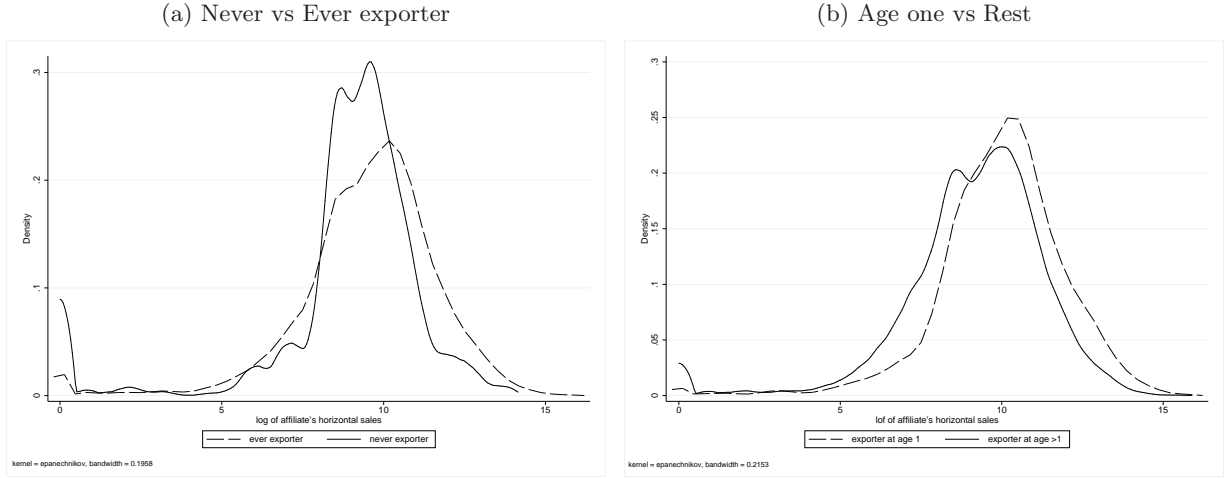 (a) Never vs Ever exporter
.3
.2
.1
0
Density
0 5 10 15
log of affiliate's horizontal sales
ever exporter never exporter
kernel = epanechnikov, bandwidth = 0.1958
(b) Age one vs Rest
.3
.25
.2
.15
.1
.05
0
Density
0 5 10 15
lof of affiliate's horizontal sales
exporter at age 1 exporter at age >1
kernel = epanechnikov, bandwidth = 0.2153